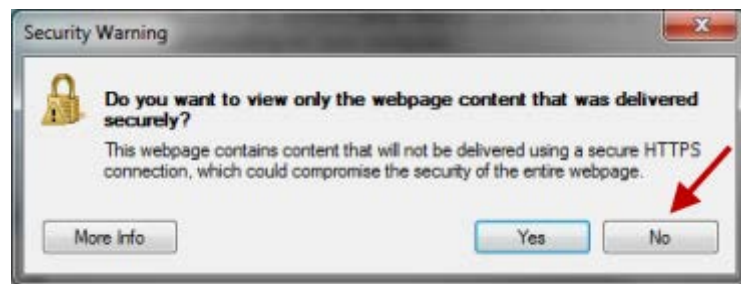 Security Warning
Do you want to view only the webpage content that was delivered
securely?
This webpage contains content that will not be delivered using a secure HTTPS
connection, which could compromise the security of the entire webpage.
More Info
Yes
No